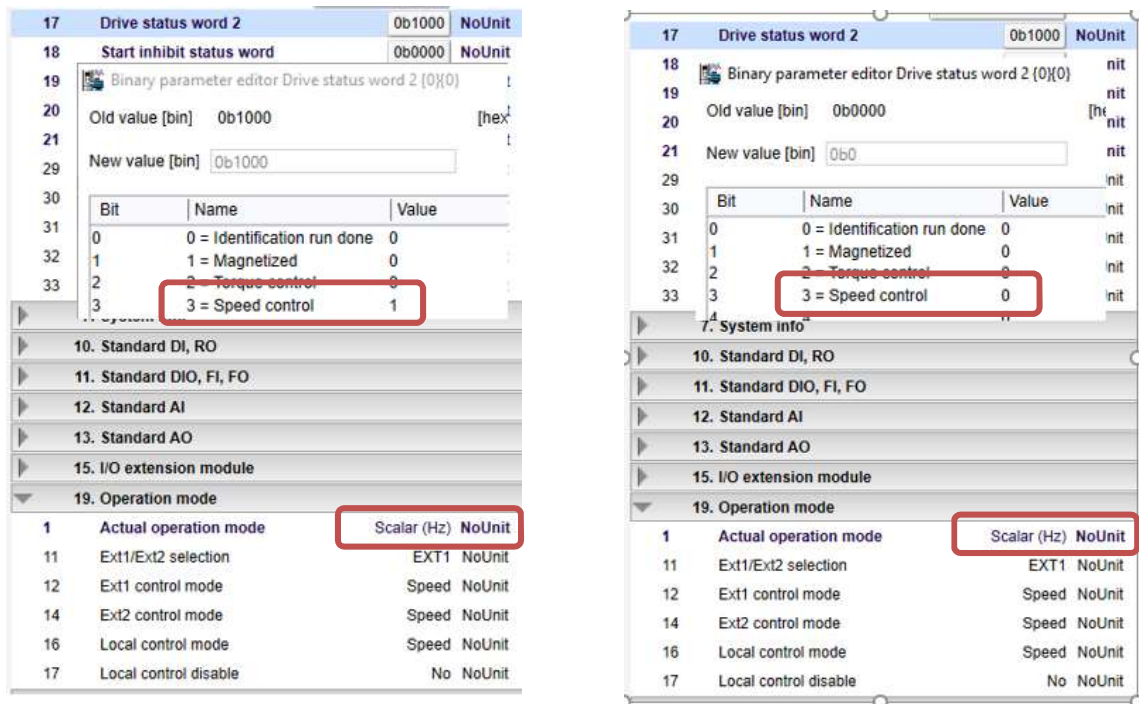 17 Drive status word 2 0b1000 NoUnit
18 Start inhibit status word 0b0000 NoUnit
19 Binary parameter editor Drive status word 2 {0}{0}
20 Old value [bin] 0b1000 [hex
21
29 New value [bin] 0b1000
30 Bit Name Value
0 0 = Identification run done 0
31
1 1 = Magnetized 0
32
2 2 = Torque control 0
33
3 3 = Speed control 1
10. Standard DI, RO
11. Standard DIO, FI, FO
12. Standard AI
13. Standard AO
15. I/O extension module
19. Operation mode
1 Actual operation mode Scalar (Hz) NoUnit
11 Ext1/Ext2 selection EXT1 NoUnit
12 Ext1 control mode Speed NoUnit
14 Ext2 control mode Speed NoUnit
16 Local control mode Speed NoUnit
17 Local control disable No NoUnit
17 Drive status word 2 0b1000 NoUnit
18 nit
Binary parameter editor Drive status word 2 {0}{0}
19 nit
Old value [bin] 0b0000
20 nit
21 New value [bin] 0b0 nit
29 Init
30 Bit Name Value Init
0 0 = Identification run done 0
31 Init
1 1 = Magnetized 0
32 Init
2 2 = Torque control 0
33 3 3 = Speed control 0 Init
7. System info
10. Standard DI, RO
11. Standard DIO, FI, FO
12. Standard AI
13. Standard AO
15. I/O extension module
19. Operation mode
1 Actual operation mode Scalar (Hz) NoUnit
11 Ext1/Ext2 selection EXT1 NoUnit
12 Ext1 control mode Speed NoUnit
14 Ext2 control mode Speed NoUnit
16 Local control mode Speed NoUnit
17 Local control disable No NoUnit